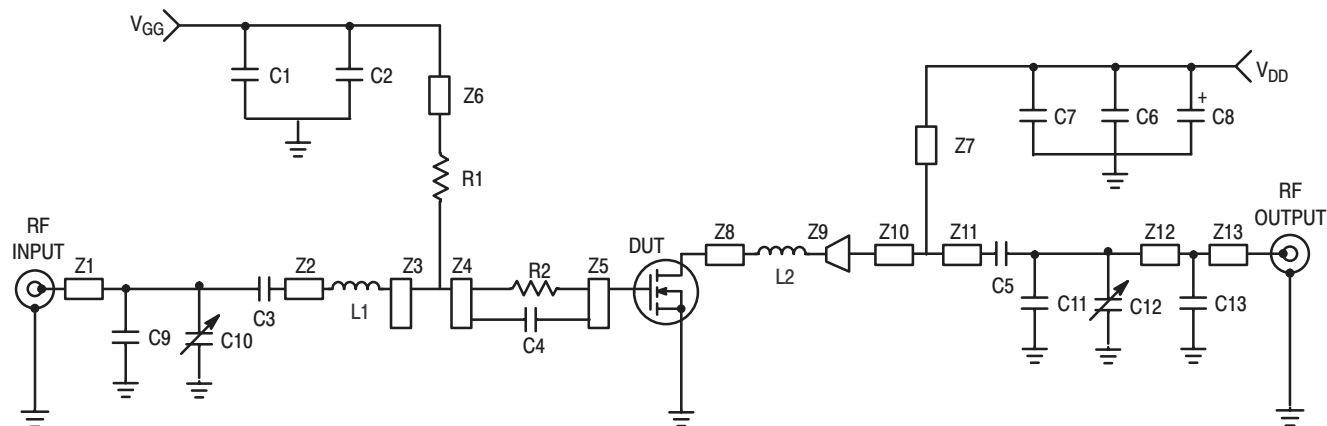 VGG
C1
C2
Z6
R1
VDD
C7
C6
+
C8
Z7
RF
INPUT
Z1
C9
C10
C3
Z2
L1
Z3
Z4
R2
C4
Z5
DUT
Z8
L2
Z9
Z10
Z11
C5
C11
C12
Z12
C13
Z13
RF
OUTPUT